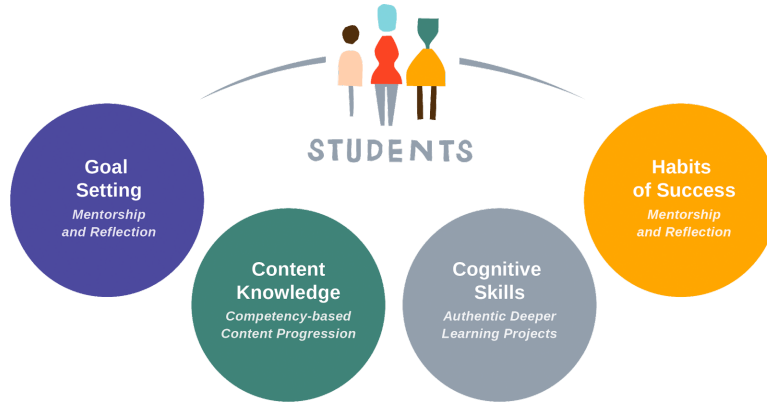 STUDENTS
Goal
Setting
Mentorship
and Reflection
Content
Knowledge
Competency-based
Content Progression
Cognitive
Skills
Authentic Deeper
Learning Projects
Habits
of Success
Mentorship
and Reflection